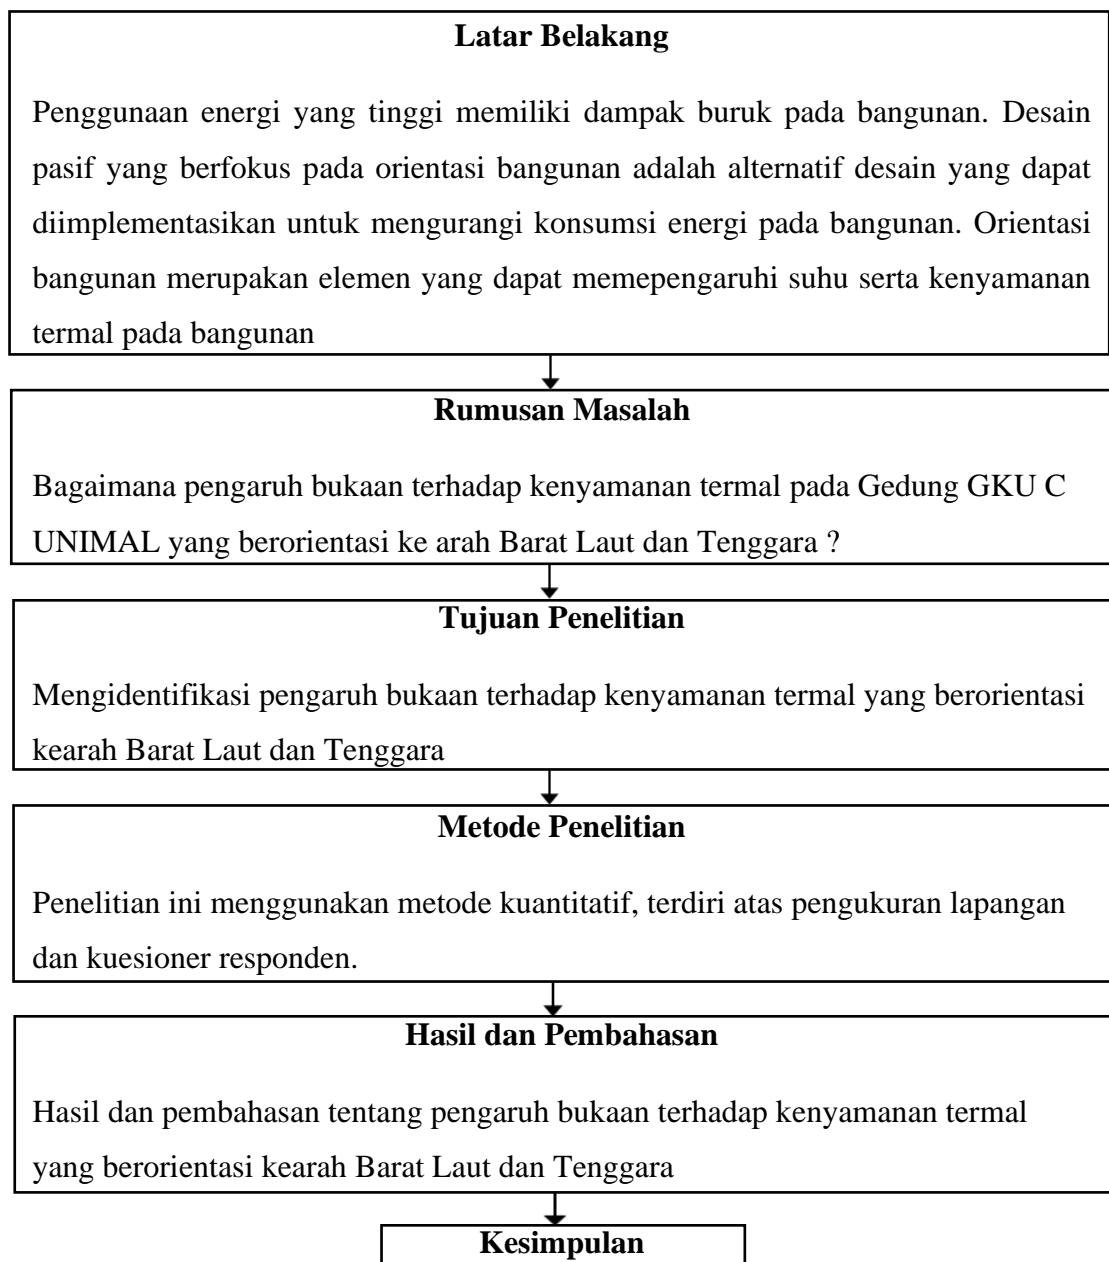 Latar Belakang
Penggunaan energi yang tinggi memiliki dampak buruk pada bangunan. Desain
pasif yang berfokus pada orientasi bangunan adalah alternatif desain yang dapat
diimplementasikan untuk mengurangi konsumsi energi pada bangunan. Orientasi
bangunan merupakan elemen yang dapat memepengaruhi suhu serta kenyamanan
termal pada bangunan
Rumusan Masalah
Bagaimana pengaruh bukaan terhadap kenyamanan termal pada Gedung GKU C
UNIMAL yang berorientasi ke arah Barat Laut dan Tenggara ?
Tujuan Penelitian
Mengidentifikasi pengaruh bukaan terhadap kenyamanan termal yang berorientasi
kearah Barat Laut dan Tenggara
Metode Penelitian
Penelitian ini menggunakan metode kuantitatif, terdiri atas pengukuran lapangan
dan kuesioner responden.
Hasil dan Pembahasan
Hasil dan pembahasan tentang pengaruh bukaan terhadap kenyamanan termal
yang berorientasi kearah Barat Laut dan Tenggara
Kesimpulan